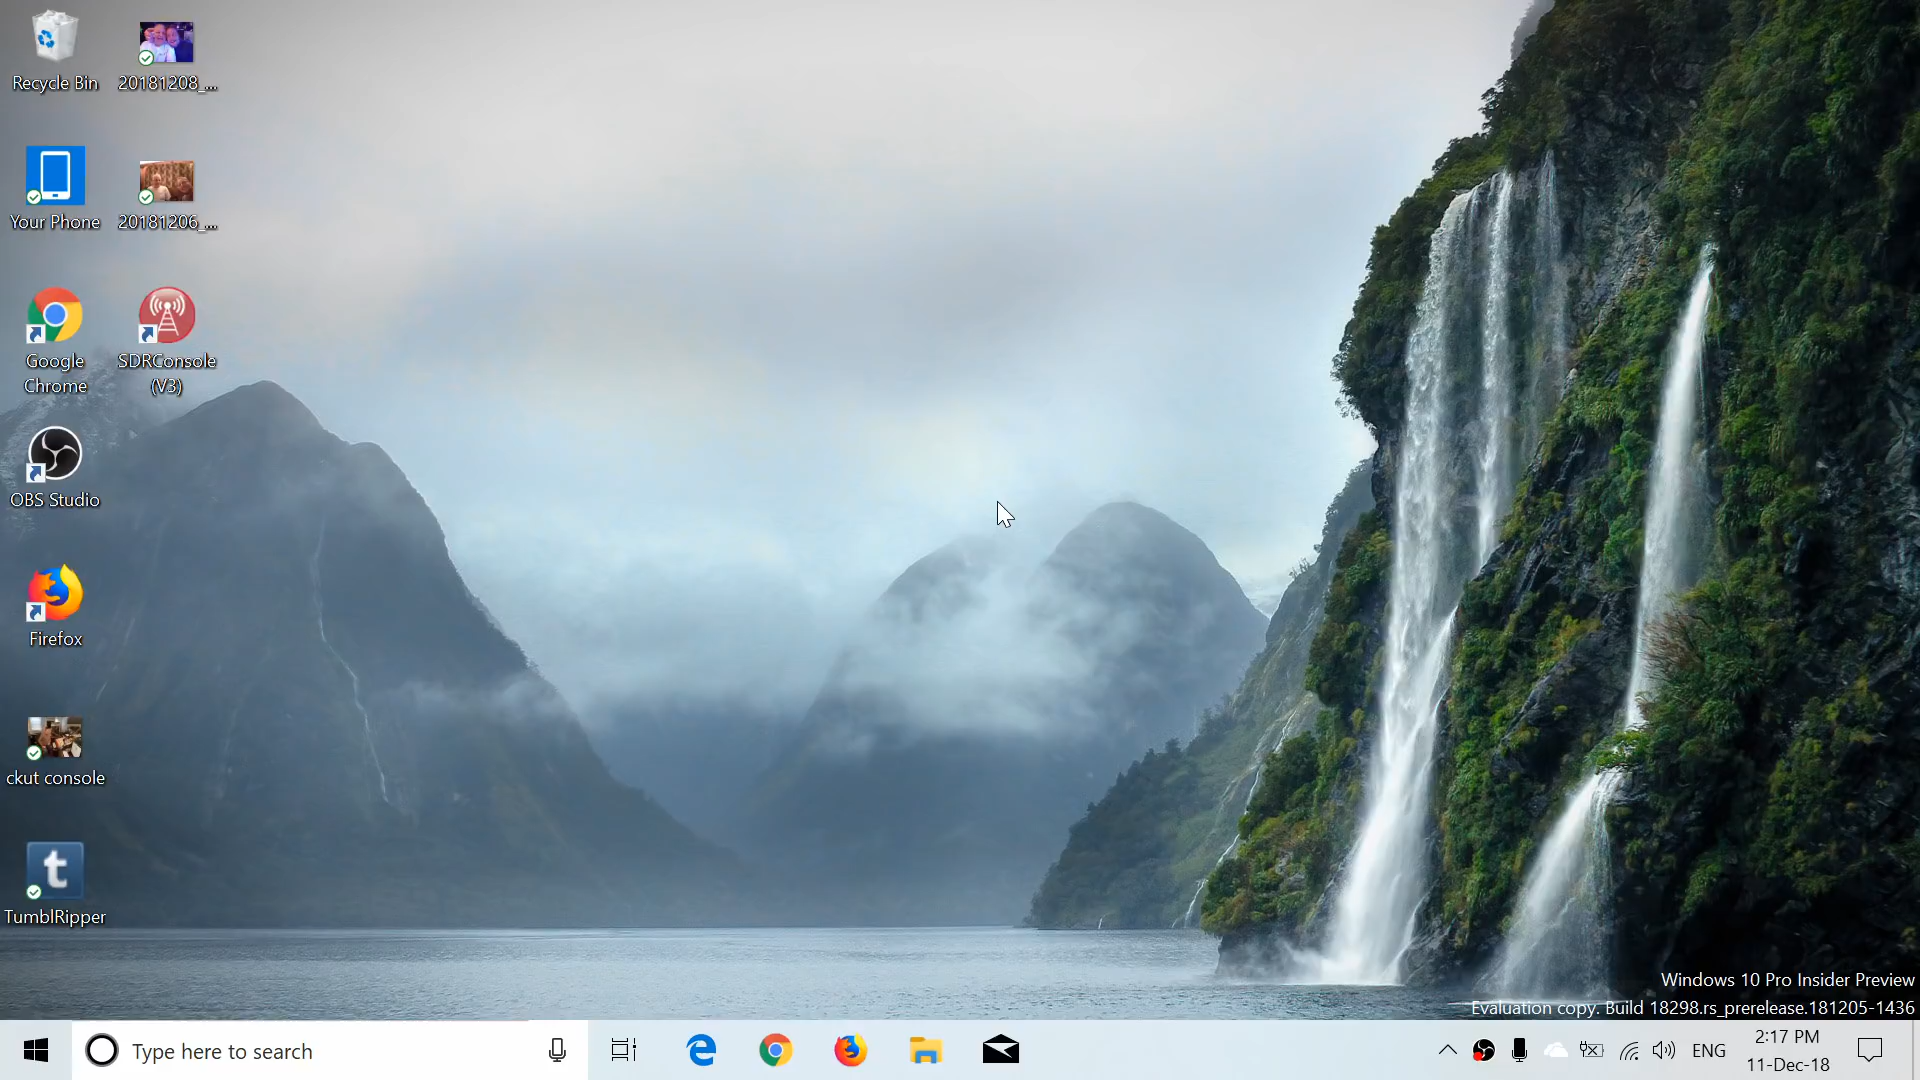 Recycle Bin
20181208_...
Your Phone
20181206_...
Google
Chrome
SDRConsole
(V3)
OBS Studio
Firefox
ckut console
t
TumblRipper
Windows 10 Pro Insider Preview
Evaluation copy. Build 18298.rs_prerelease.181205-1436
Type here to search
ENG
2:17 PM
11-Dec-18